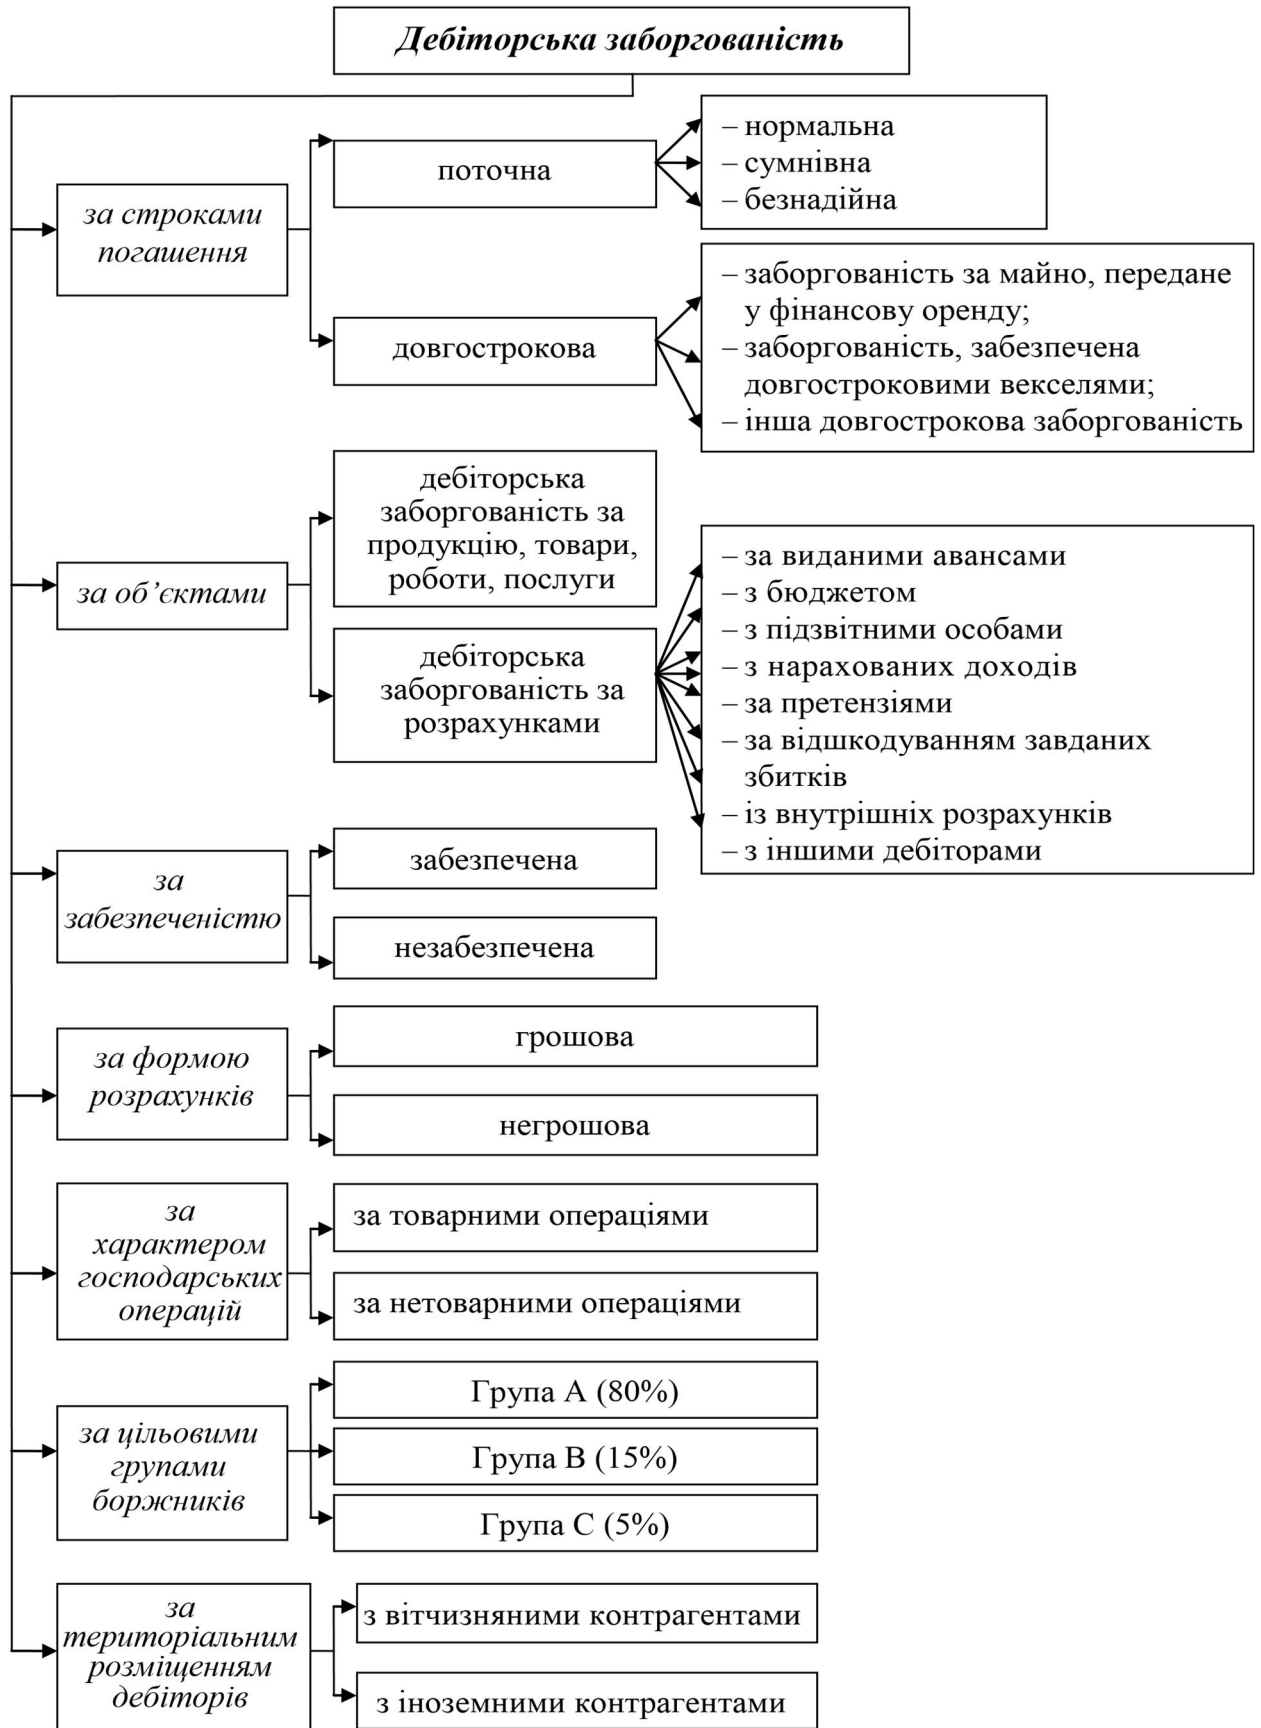 Дебіторська заборгованість
за строками
погашення
поточна
– нормальна
– сумнівна
– безнадійна
довгострокова
– заборгованість за майно, передане
у фінансову оренду;
– заборгованість, забезпечена
довгостроковими векселями;
– інша довгострокова заборгованість
за об’єктами
дебіторська
заборгованість за
продукцію, товари,
роботи, послуги
дебіторська
заборгованість за
розрахунками
– за виданими авансами
– з бюджетом
– з підзвітними особами
– з нарахованих доходів
– за претензіями
– за відшкодуванням завданих
збитків
– із внутрішніх розрахунків
– з іншими дебіторами
за
забезпеченістю
забезпечена
незабезпечена
за формою
розрахунків
грошова
негрошова
за
характером
господарських
операцій
за товарними операціями
за нетоварними операціями
за цільовими
групами
боржників
Група А (80%)
Група В (15%)
Група С (5%)
за
територіальним
розміщенням
дебіторів
з вітчизняними контрагентами
з іноземними контрагентами